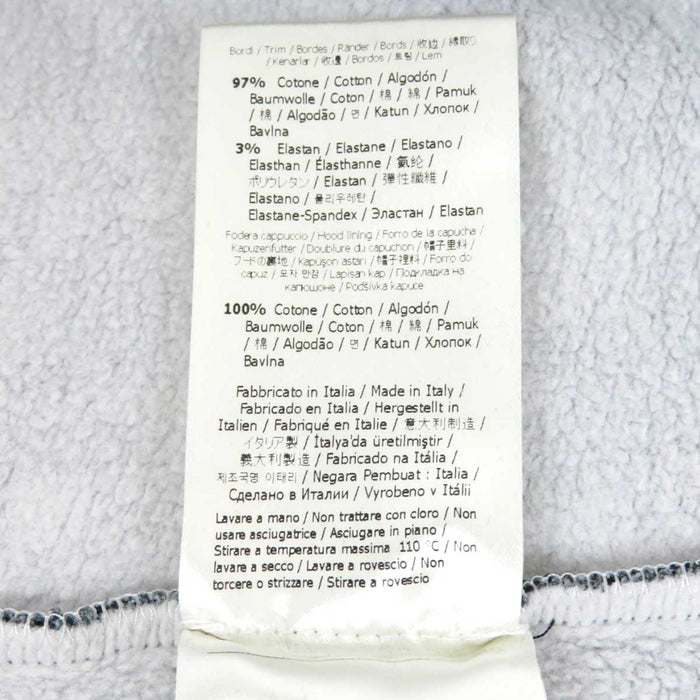 Bordi / Trim / Bordes / Ränder / Bords / 收边 / 縁取り
/ Kenarlar / 收邊 / Bordos / 트림 / Lem
97% Cotone / Cotton / Algodón /
Baumwolle / Coton / 棉 / 綿 / Pamuk
/ 棉 / Algodão / 면 / Katun / Хлопок /
Bavlna
3% Elastan / Elastane / Elastano /
Elasthan / Élasthanne / 氨纶 /
ポリウレタン / Elastan / 彈性纖維 /
Elastano / 폴리우레탄 /
Elastane-Spandex / Эластан / Elastan
Fodera cappuccio / Hood lining / Forro de la capucha /
Kapuzenfutter / Doublure du capuchon / 帽子里料 /
フードの裏地 / Kapüşon astarı / 帽子裡料 / Forro do
capuz / 모자 안감 / Lapisan kap / Подкладка на
капюшоне / Podšívka kapuce
100% Cotone / Cotton / Algodón /
Baumwolle / Coton / 棉 / 綿 / Pamuk
/ 棉 / Algodão / 면 / Katun / Хлопок /
Bavlna
Fabbricato in Italia / Made in Italy /
Fabricado en Italia / Hergestellt in
Italien / Fabriqué en Italie / 意大利制造 /
イタリア製 / İtalya'da üretilmiştir /
義大利製造 / Fabricado na Itália /
제조국명 이태리 / Negara Pembuat : Italia /
Сделано в Италии / Vyrobeno v Itálii
Lavare a mano / Non trattare con cloro / Non
usare asciugatrice / Asciugare in piano /
Stirare a temperatura massima 110 °C / Non
lavare a secco / Lavare a rovescio / Non
torcere o strizzare / Stirare a rovescio